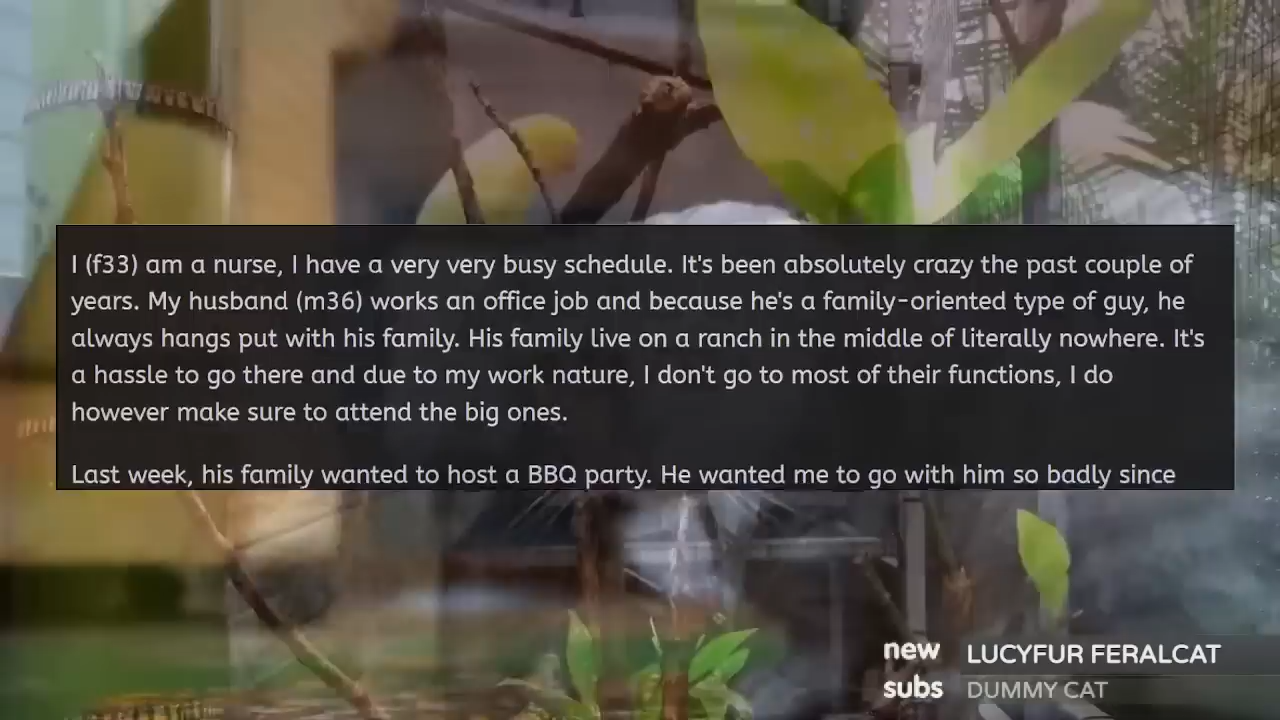 I (f33) am a nurse, I have a very very busy schedule. It's been absolutely crazy the past couple of
years. My husband (m36) works an office job and because he's a family-oriented type of guy, he
always hangs put with his family. His family live on a ranch in the middle of literally nowhere. It's
a hassle to go there and due to my work nature, I don't go to most of their functions, I do
however make sure to attend the big ones.
Last week, his family wanted to host a BBQ party. He wanted me to go with him so badly since
new LUCYFUR FERALCAT
subs DUMMY CAT